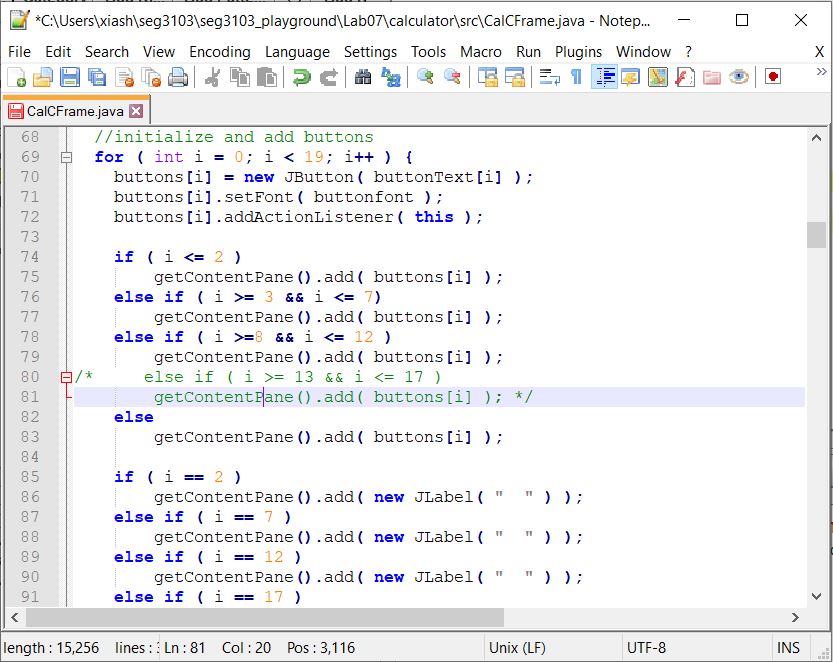 *C:\Users\xiash\seg3103\seg3103_playground\Lab07\calculator\src\CalCFrame.java - Notep...
File Edit Search View Encoding Language Settings Tools Macro Run Plugins Window ? X
CalCFrame.java
68 //initialize and add buttons
69 for ( int i = 0; i < 19; i++ ) {
70 buttons[i] = new JButton( buttonText[i] );
71 buttons[i].setFont( buttonfont );
72 buttons[i].addActionListener( this );
73
74 if ( i <= 2 )
75 getContentPane().add( buttons[i] );
76 else if ( i >= 3 && i <= 7)
77 getContentPane().add( buttons[i] );
78 else if ( i >=8 && i <= 12 )
79 getContentPane().add( buttons[i] );
80 /* else if ( i >= 13 && i <= 17 )
81 getContentPane().add( buttons[i] ); */
82 else
83 getContentPane().add( buttons[i] );
84
85 if ( i == 2 )
86 getContentPane().add( new JLabel( "  " ) );
87 else if ( i == 7 )
88 getContentPane().add( new JLabel( "  " ) );
89 else if ( i == 12 )
90 getContentPane().add( new JLabel( "  " ) );
91 else if ( i == 17 )
length : 15,256 lines : Ln : 81 Col : 20 Pos : 3,116 Unix (LF) UTF-8 INS